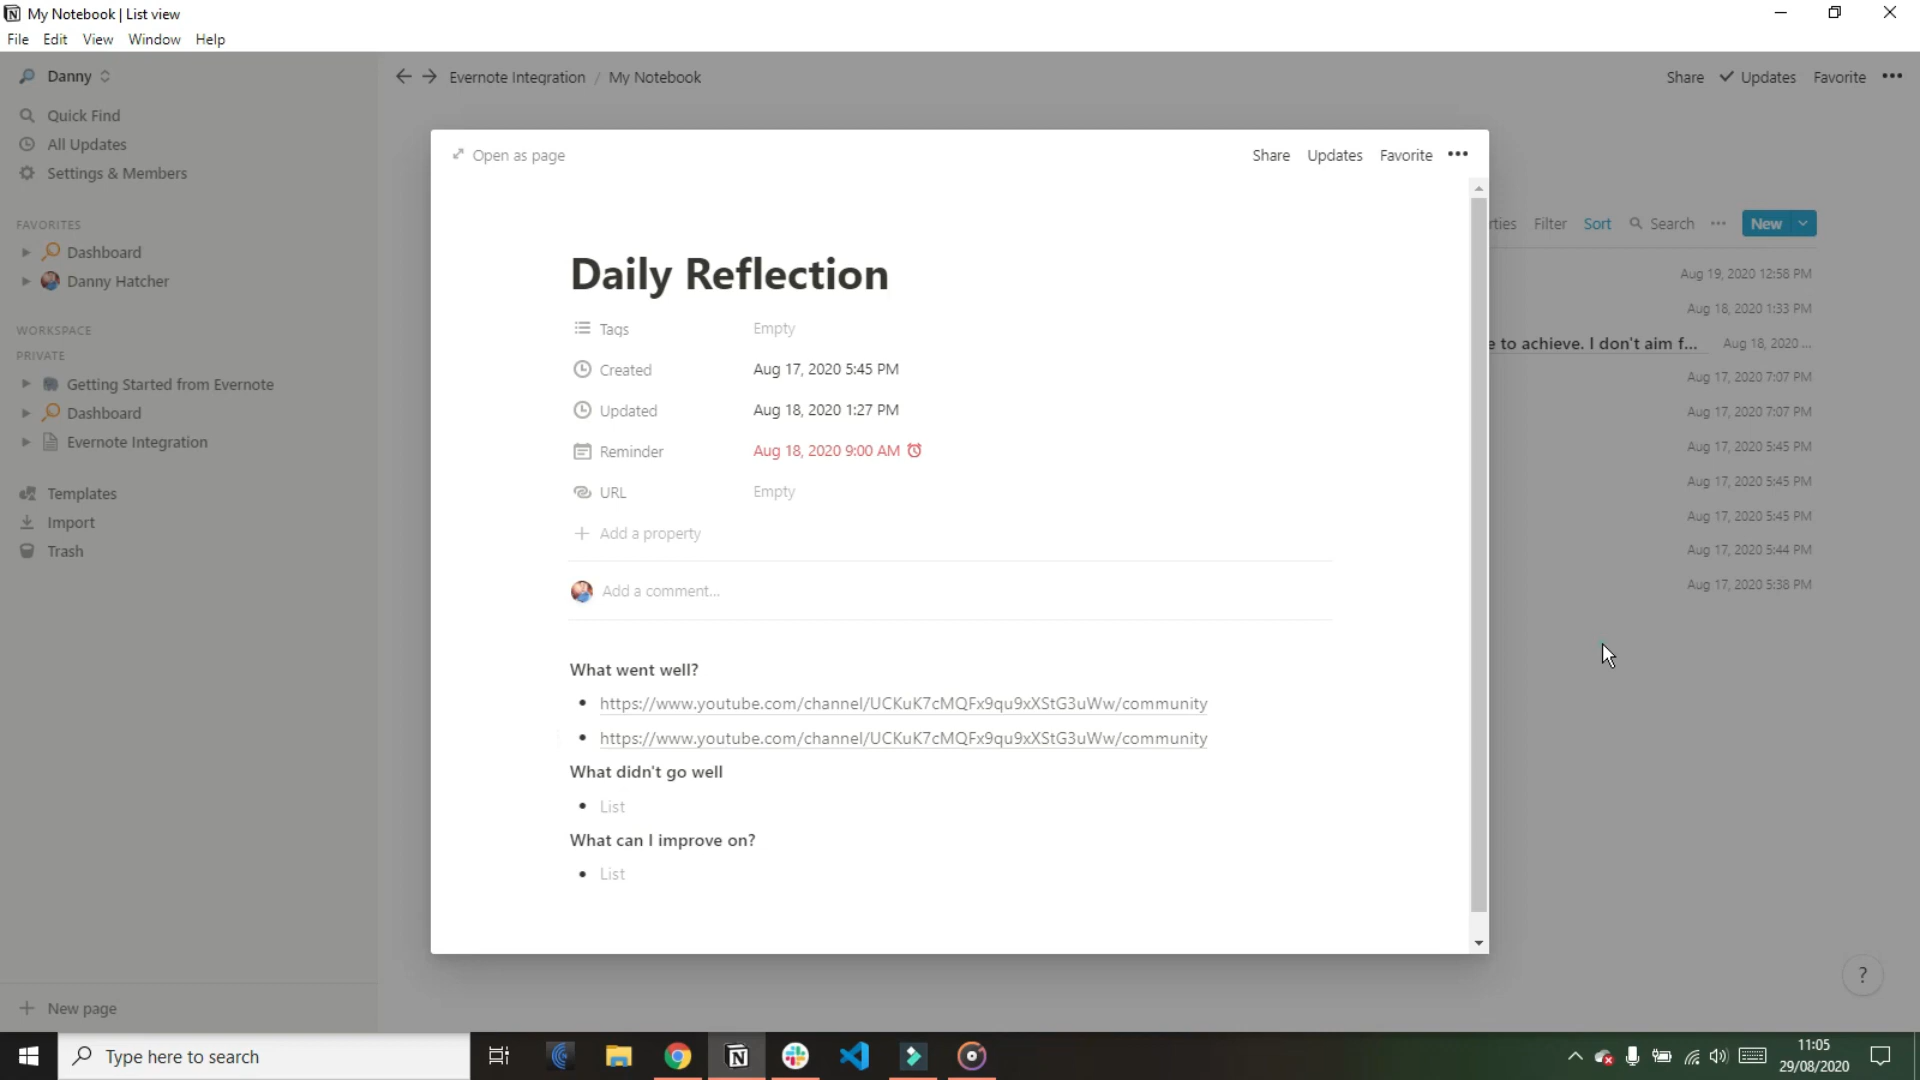 My Notebook | List view
File Edit View Window Help
Danny
Evernote Integration / My Notebook
Share Updates Favorite
Quick Find
All Updates
Settings & Members
FAVORITES
Dashboard
Danny Hatcher
WORKSPACE
PRIVATE
Getting Started from Evernote
Dashboard
Evernote Integration
Templates
Import
Trash
New page
Open as page
Share Updates Favorite
Daily Reflection
Tags Empty
Created Aug 17, 2020 5:45 PM
Updated Aug 18, 2020 1:27 PM
Reminder Aug 18, 2020 9:00 AM
URL Empty
Add a property
Add a comment...
What went well?
• https://www.youtube.com/channel/UCKuK7cMQFx9qu9xXStG3uWw/community
• https://www.youtube.com/channel/UCKuK7cMQFx9qu9xXStG3uWw/community
What didn't go well
• List
What can I improve on?
• List
rties Filter Sort Search New
Aug 19, 2020 12:58 PM
Aug 18, 2020 1:33 PM
e to achieve. I don't aim f... Aug 18, 2020 ...
Aug 17, 2020 7:07 PM
Aug 17, 2020 7:07 PM
Aug 17, 2020 5:45 PM
Aug 17, 2020 5:45 PM
Aug 17, 2020 5:45 PM
Aug 17, 2020 5:44 PM
Aug 17, 2020 5:38 PM
?
Type here to search
11:05
29/08/2020